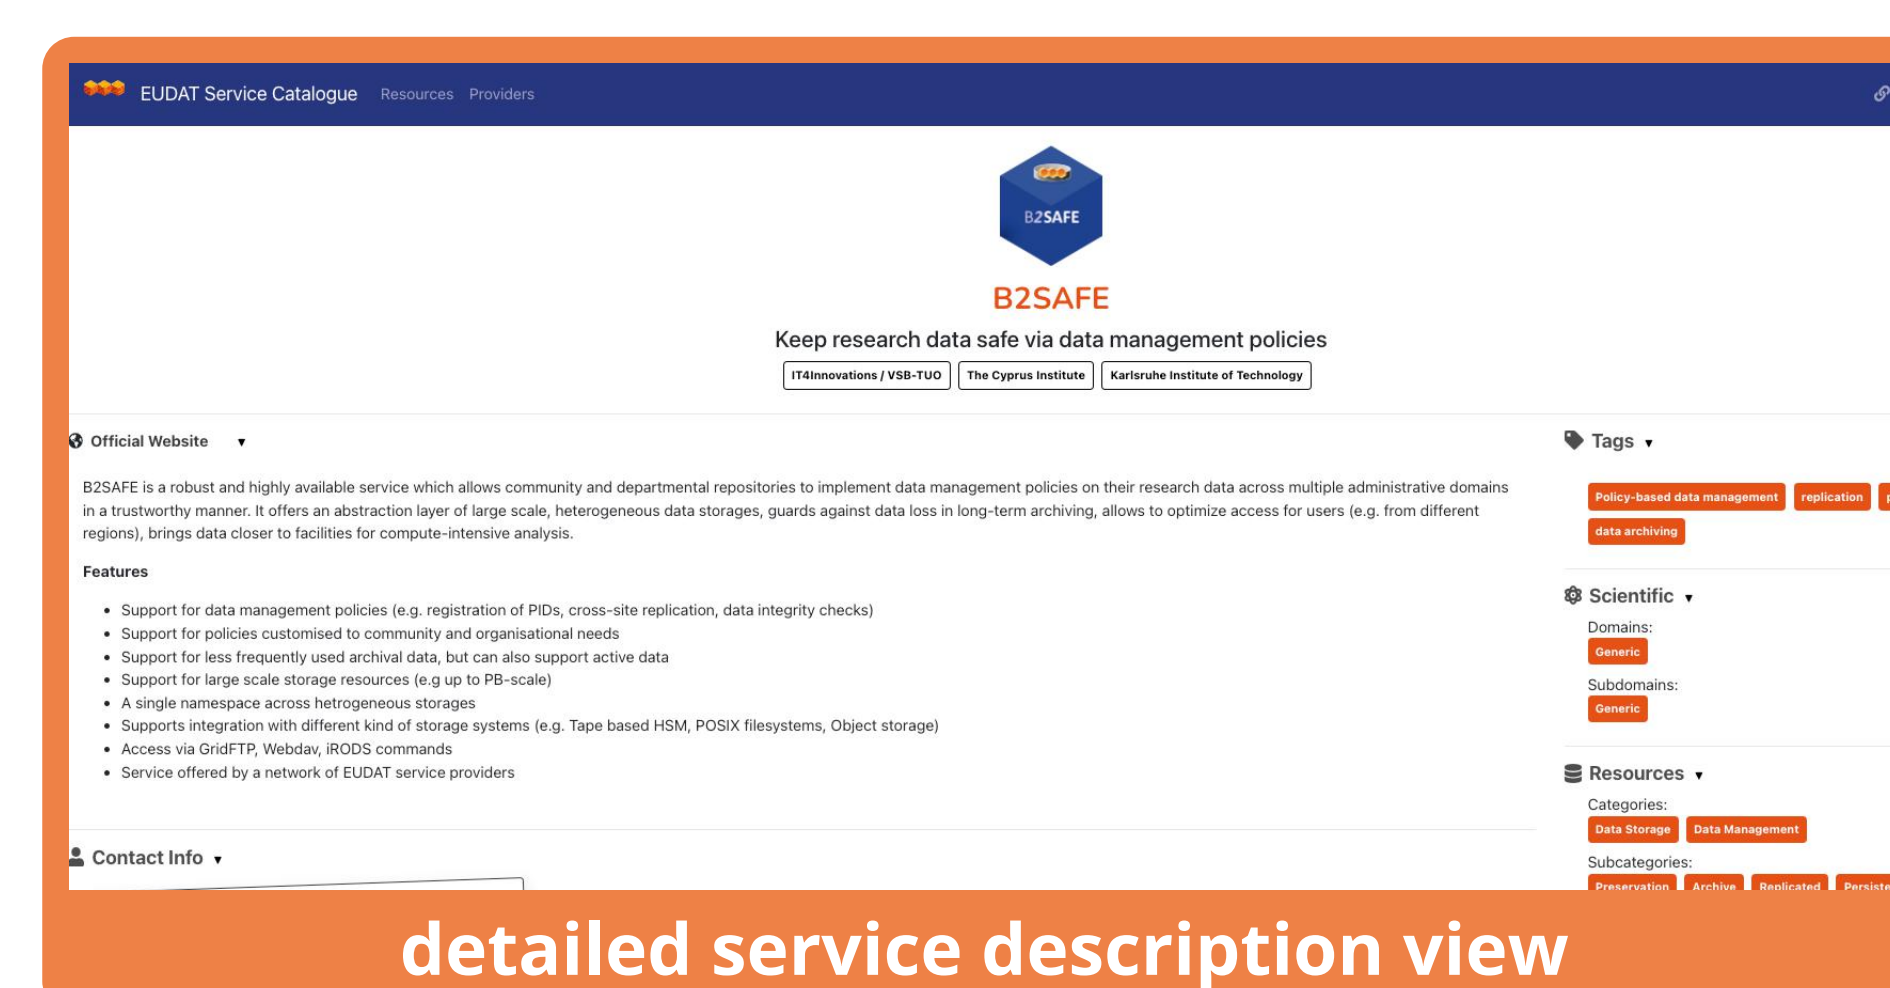 EUDAT Service Catalogue Resources Providers
B2SAFE
B2SAFE
Keep research data safe via data management policies
IT4Innovations / VSB-TUO The Cyprus Institute Karlsruhe Institute of Technology
Official Website
B2SAFE is a robust and highly available service which allows community and departmental repositories to implement data management policies on their research data across multiple administrative domains
in a trustworthy manner. It offers an abstraction layer of large scale, heterogeneous data storages, guards against data loss in long-term archiving, allows to optimize access for users (e.g. from different
regions), brings data closer to facilities for compute-intensive analysis.
Features
• Support for data management policies (e.g. registration of PIDs, cross-site replication, data integrity checks)
• Support for policies customised to community and organisational needs
• Support for less frequently used archival data, but can also support active data
• Support for large scale storage resources (e.g up to PB-scale)
• A single namespace across hetrogeneous storages
• Supports integration with different kind of storage systems (e.g. Tape based HSM, POSIX filesystems, Object storage)
• Access via GridFTP, Webdav, iRODS commands
• Service offered by a network of EUDAT service providers
Contact Info
Tags
Policy-based data management replication
data archiving
Scientific
Domains:
Generic
Subdomains:
Generic
Resources
Categories:
Data Storage Data Management
Subcategories:
Preservation Archive Replicated
detailed service description view